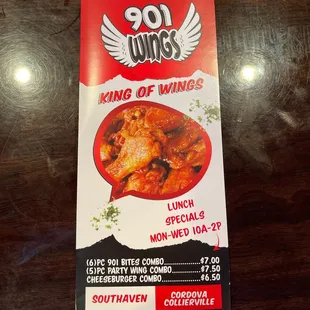 901
WINGS
KING OF WINGS
LUNCH
SPECIALS
MON-WED 10A-2P
(6)PC 901 BITES COMBO..............$7.00
(5)PC PARTY WING COMBO.........$7.50
CHEESEBURGER COMBO................$6.50
SOUTHAVEN
CORDOVA
COLLIERVILLE